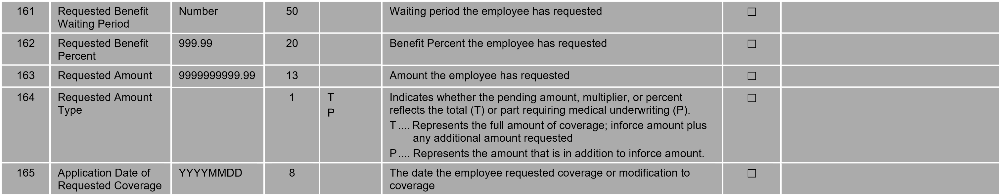 161 Requested Benefit Number 50 Waiting period the employee has requested ☐
Waiting Period
162 Requested Benefit 999.99 20 Benefit Percent the employee has requested ☐
Percent
163 Requested Amount 9999999999.99 13 Amount the employee has requested ☐
164 Requested Amount 1 T Indicates whether the pending amount, multiplier, or percent ☐
Type P reflects the total (T) or part requiring medical underwriting (P).
T .... Represents the full amount of coverage; inforce amount plus
any additional amount requested
P .... Represents the amount that is in addition to inforce amount.
165 Application Date of YYYYMMDD 8 The date the employee requested coverage or modification to ☐
Requested Coverage coverage